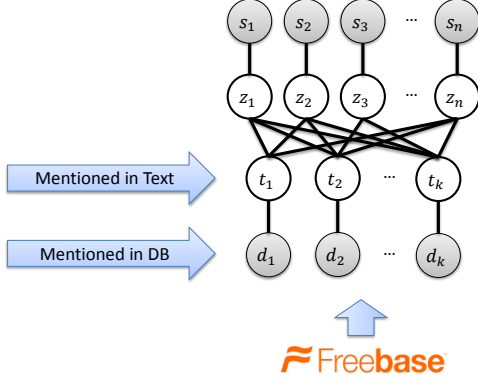 s₁ s₂ s₃ ... sₙ
z₁ z₂ z₃ ... zₙ
Mentioned in Text t₁ t₂ ... tₖ
Mentioned in DB d₁ d₂ ... dₖ
Freebase